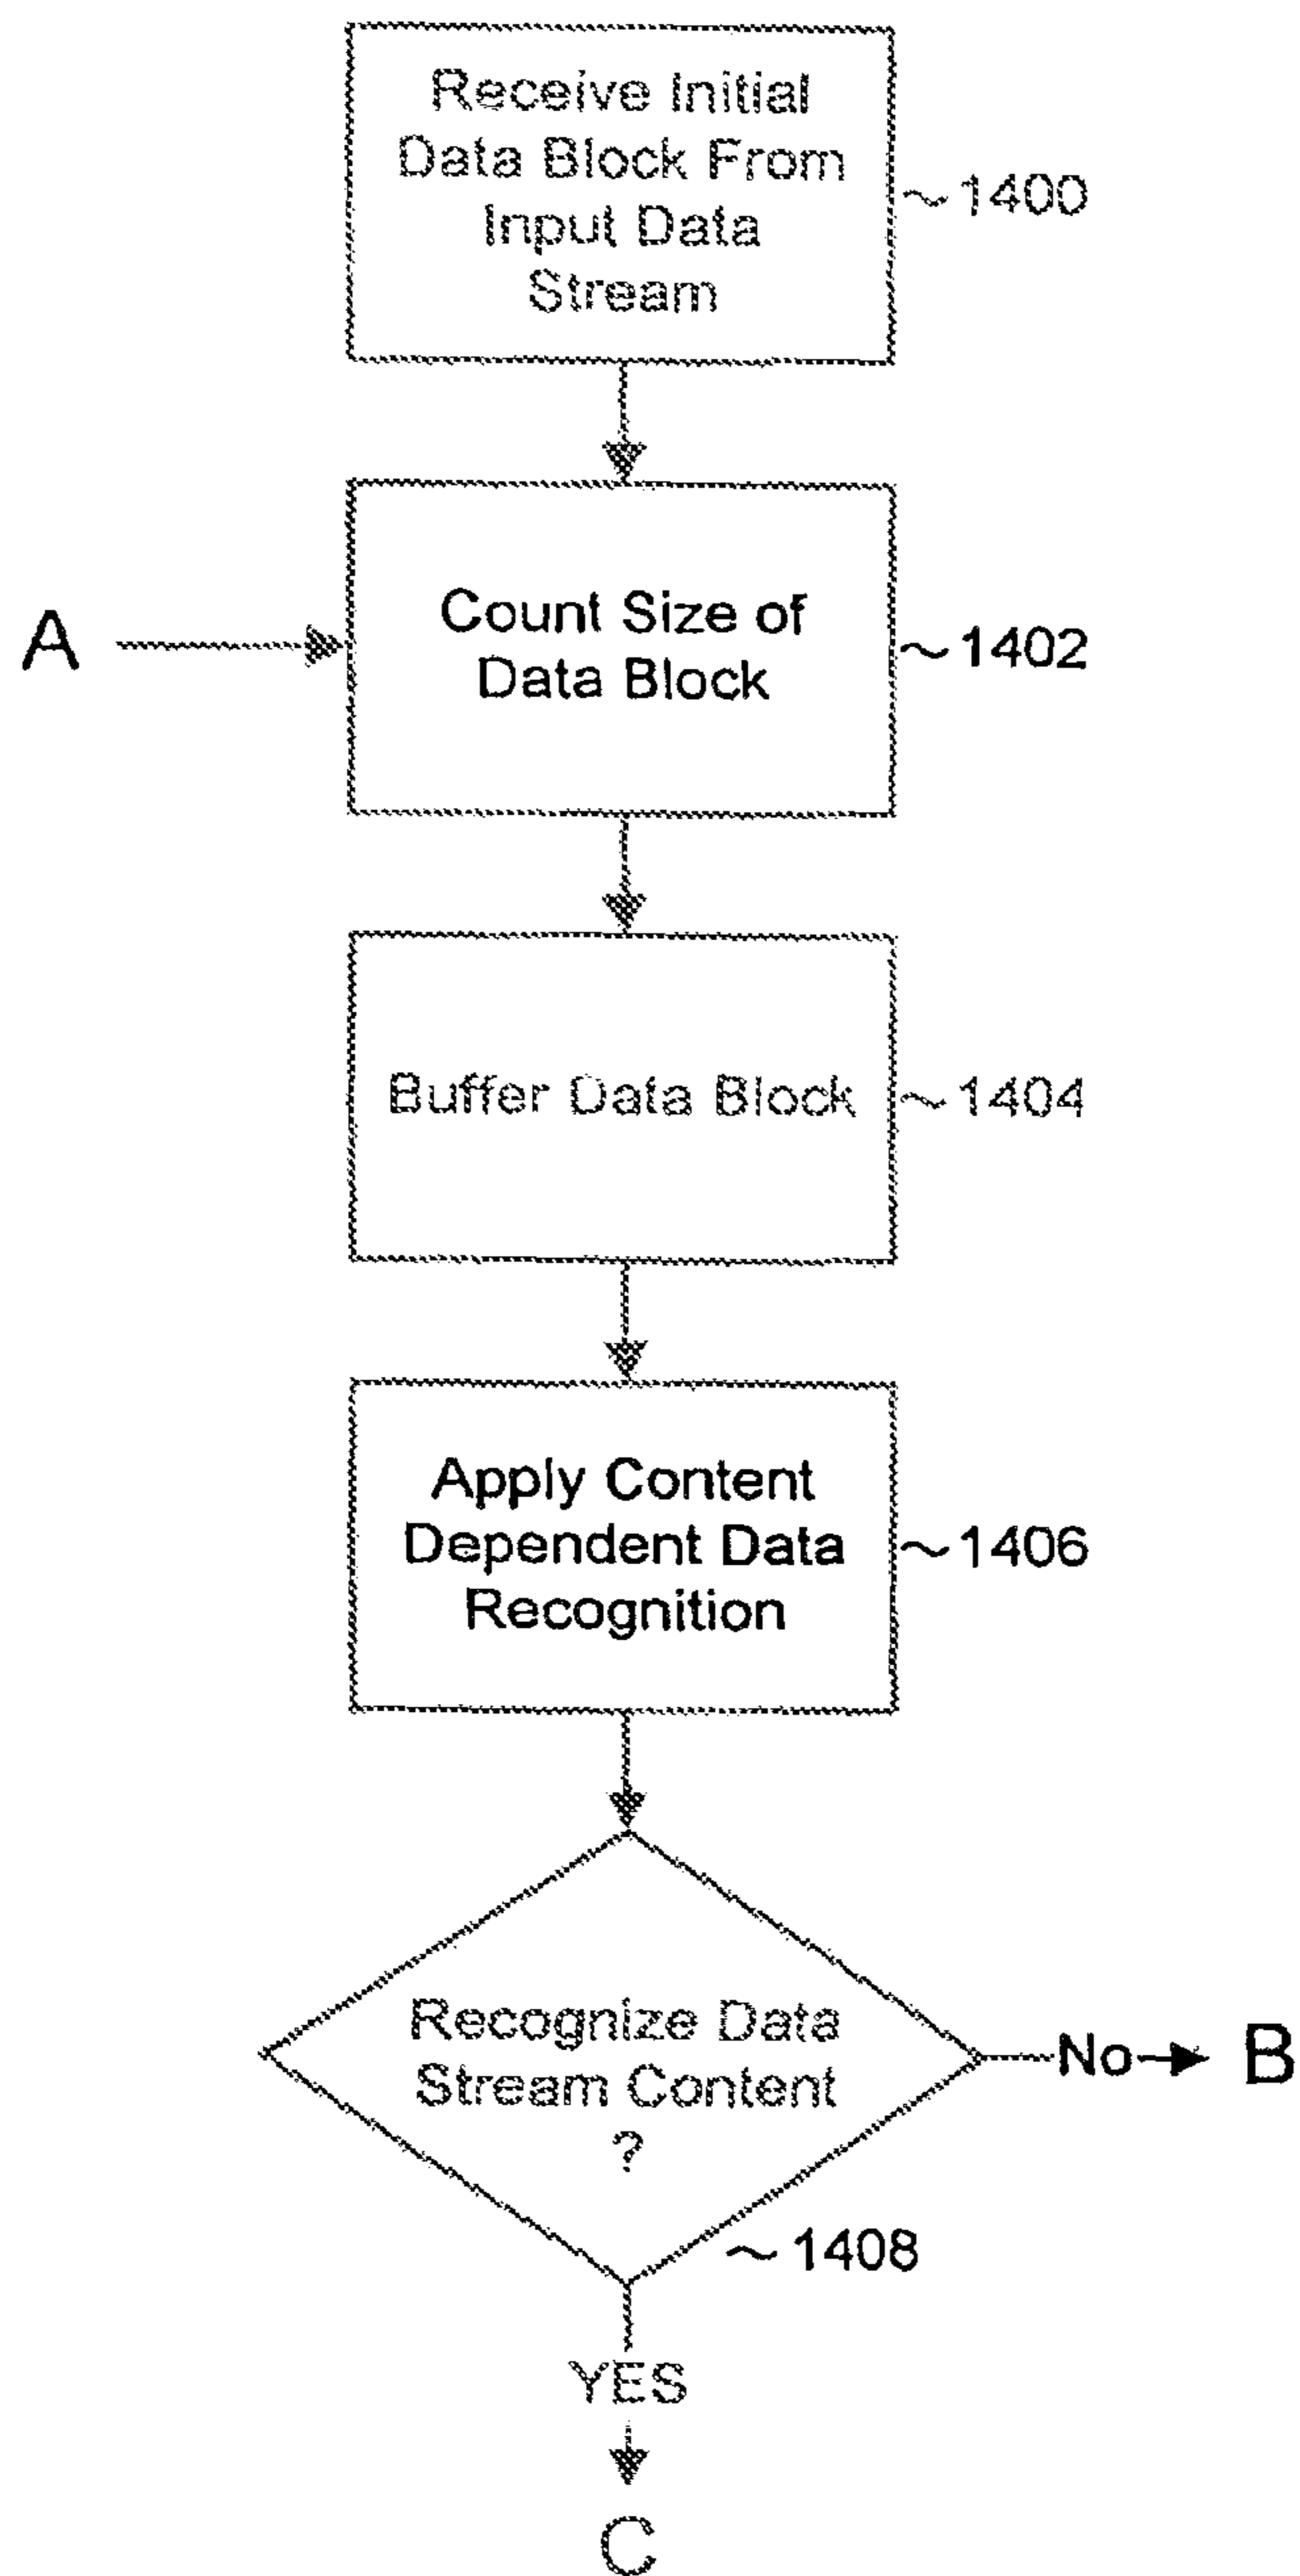 Receive Initial
Data Block From
Input Data
Stream
~1400
A
Count Size of
Data Block
~1402
Buffer Data Block
~1404
Apply Content
Dependent Data
Recognition
~1406
Recognize Data
Stream Content
?
No
B
~1408
YES
C